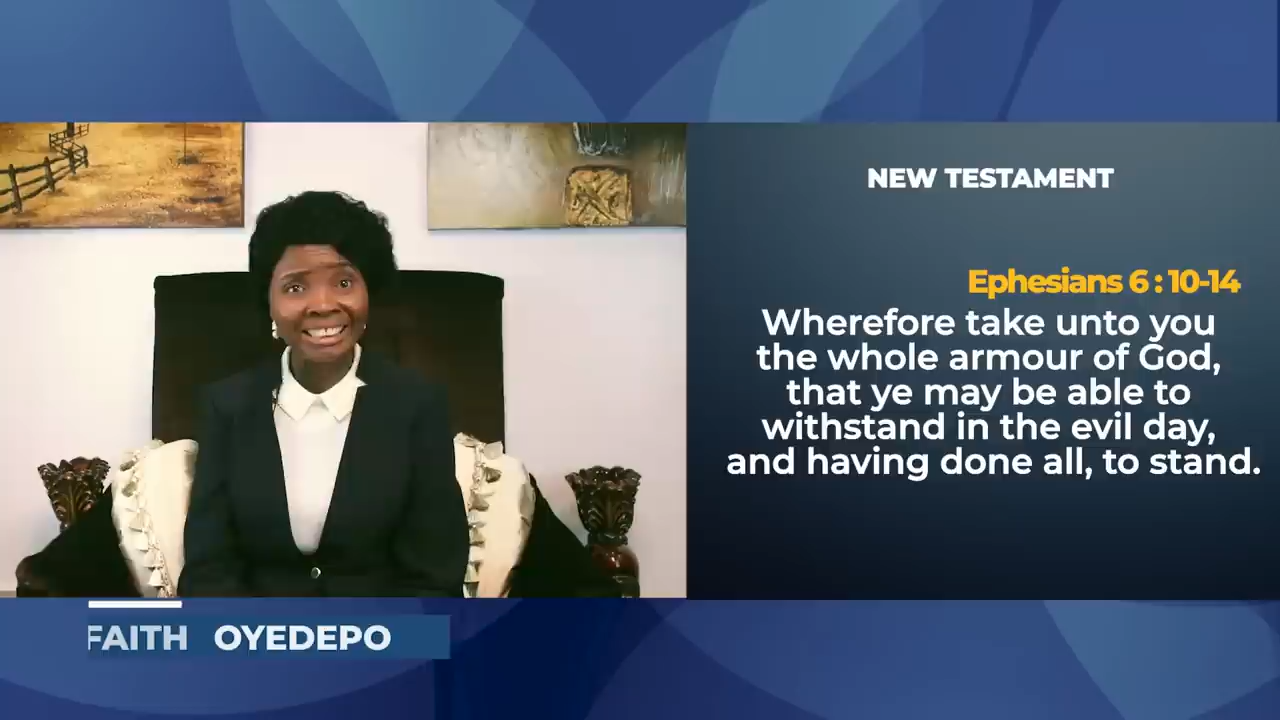 NEW TESTAMENT
Ephesians 6 : 10-14
Wherefore take unto you
the whole armour of God,
that ye may be able to
withstand in the evil day,
and having done all, to stand.
FAITH OYEDEPO